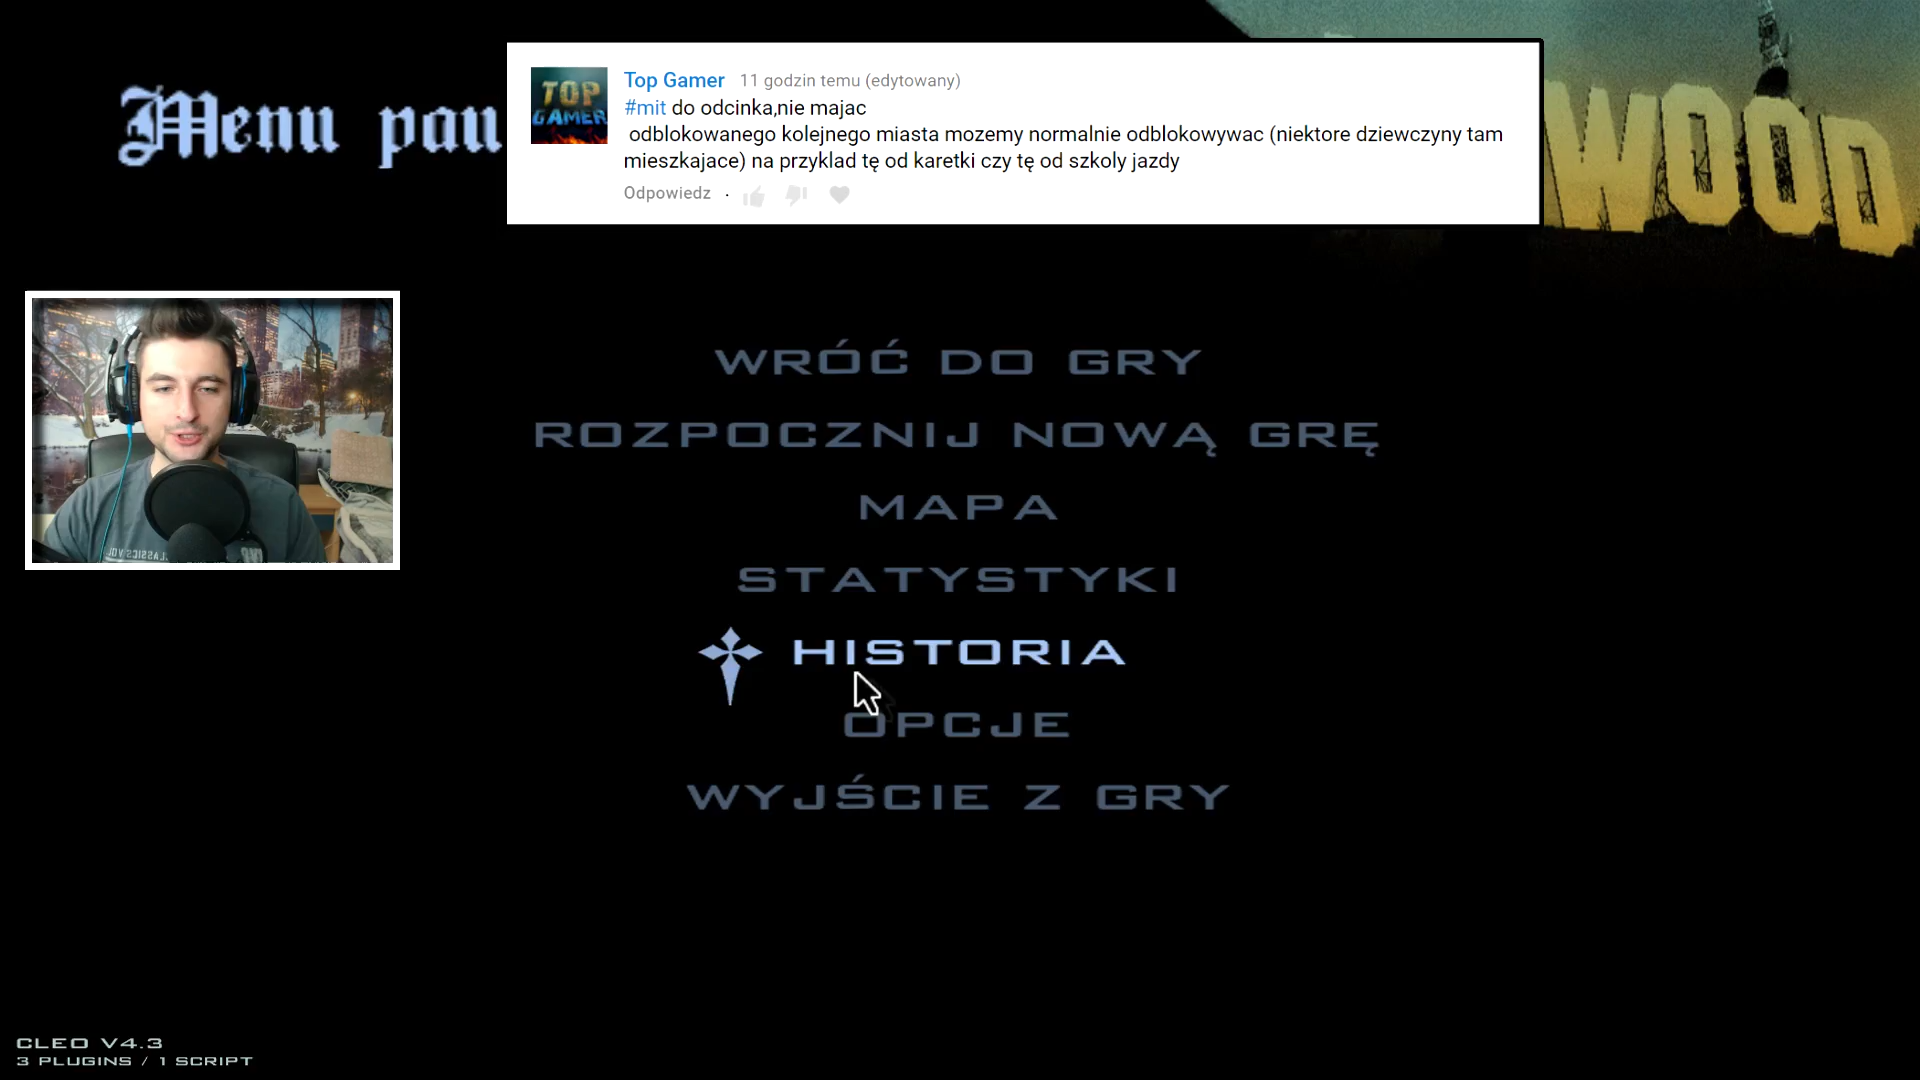 Menu pau
TOP
GAMER
Top Gamer 11 godzin temu (edytowany)
#mit do odcinka,nie majac
odblokowanego kolejnego miasta mozemy normalnie odblokowywac (niektore dziewczyny tam
mieszkajace) na przyklad tę od karetki czy tę od szkoly jazdy
Odpowiedz
WOOD
WRÓĆ DO GRY
ROZPOCZNIJ NOWĄ GRĘ
MAPA
STATYSTYKI
HISTORIA
OPCJE
WYJŚCIE Z GRY
CLEO V4.3
3 PLUGINS / 1 SCRIPT